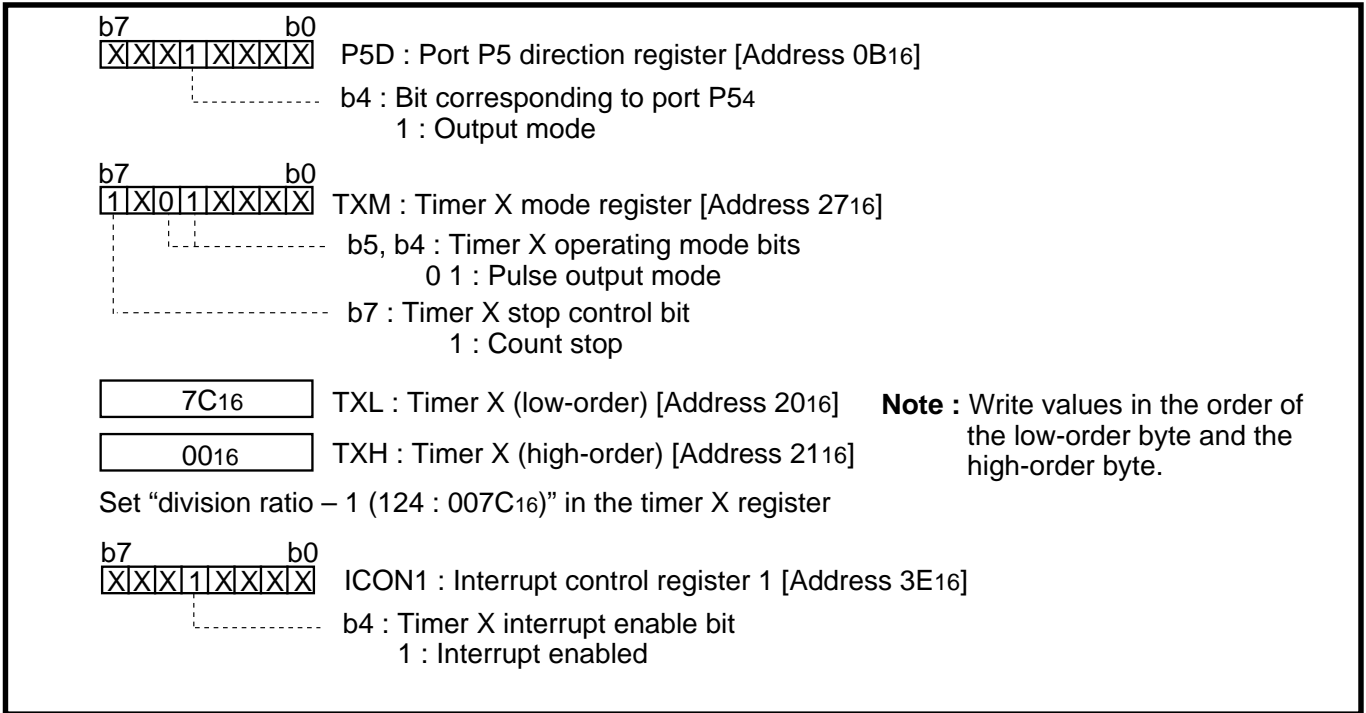 b7 b0
X X X 1 X X X X P5D : Port P5 direction register [Address 0B16]
b4 : Bit corresponding to port P54
1 : Output mode
b7 b0
1 X 0 1 X X X X TXM : Timer X mode register [Address 2716]
b5, b4 : Timer X operating mode bits
0 1 : Pulse output mode
b7 : Timer X stop control bit
1 : Count stop
7C16 TXL : Timer X (low-order) [Address 2016] Note : Write values in the order of
the low-order byte and the
0016 TXH : Timer X (high-order) [Address 2116] high-order byte.
Set “division ratio – 1 (124 : 007C16)” in the timer X register
b7 b0
X X X 1 X X X X ICON1 : Interrupt control register 1 [Address 3E16]
b4 : Timer X interrupt enable bit
1 : Interrupt enabled